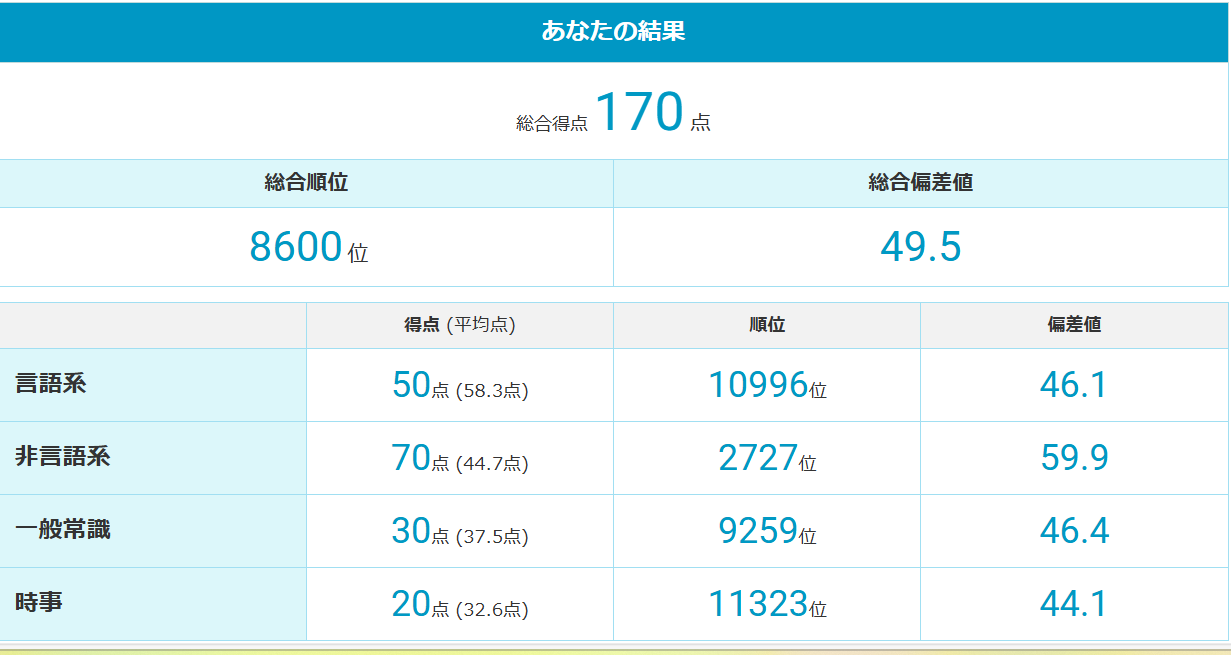 あなたの結果
総合得点 170 点
総合順位 総合偏差値
8600 位 49.5
得点 (平均点) 順位 偏差値
言語系 50点 (58.3点) 10996位 46.1
非言語系 70点 (44.7点) 2727位 59.9
一般常識 30点 (37.5点) 9259位 46.4
時事 20点 (32.6点) 11323位 44.1